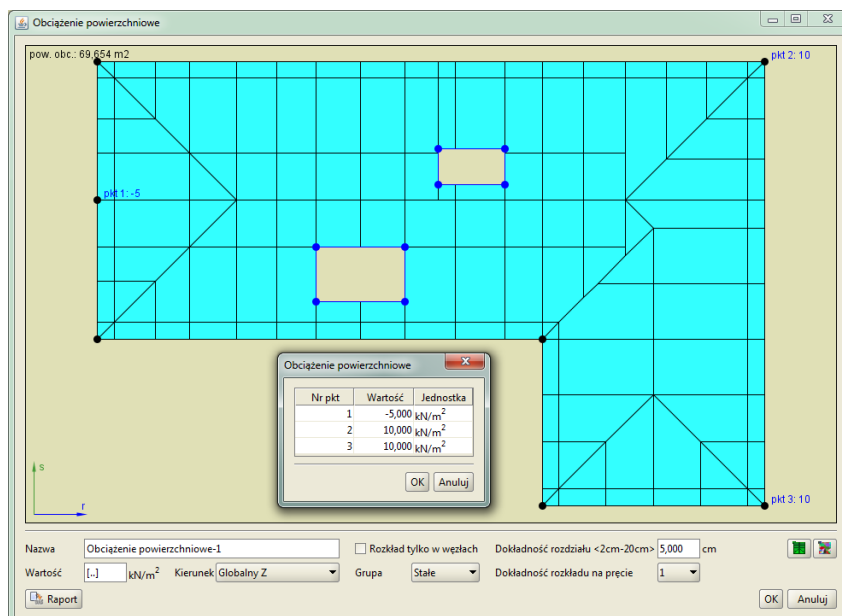 Obciążenie powierzchniowe
pow. obc.: 69,654 m2
pkt 2: 10
pkt 1: -5
Obciążenie powierzchniowe
Nr pkt Wartość Jednostka
1 -5,000 kN/m²
2 10,000 kN/m²
3 10,000 kN/m²
OK Anuluj
s
r
pkt 3: 10
Nazwa Obciążenie powierzchniowe-1 Rozkład tylko w węzłach Dokładność rozdziału <2cm-20cm> 5,000 cm
Wartość [..] kN/m² Kierunek Globalny Z Grupa Stałe Dokładność rozkładu na pręcie 1
Raport OK Anuluj